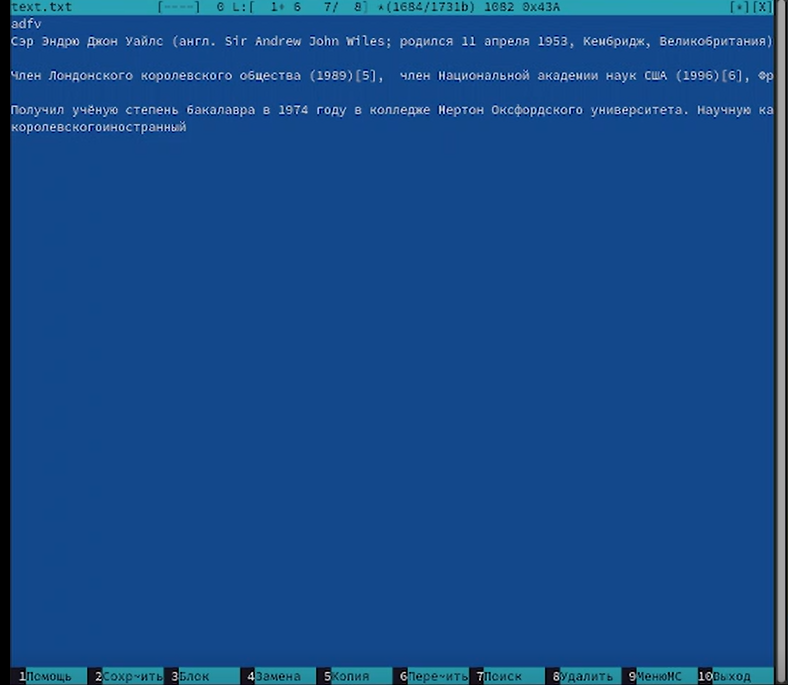 text.txt [----] 0 L:[ 1+ 6 7/ 8] *(1684/1731b) 1082 0x43A [*][X]
adfv
Сэр Эндрю Джон Уайлс (англ. Sir Andrew John Wiles; родился 11 апреля 1953, Кембридж, Великобритания)
Член Лондонского королевского общества (1989)[5], член Национальной академии наук США (1996)[6], Фр
Получил учёную степень бакалавра в 1974 году в колледже Мертон Оксфордского университета. Научную ка
королевскогоиностранный
1Помощь 2Сохр~ить 3Блок 4Замена 5Копия 6Пере~ить 7Поиск 8Удалить 9МенюMC 10Выход